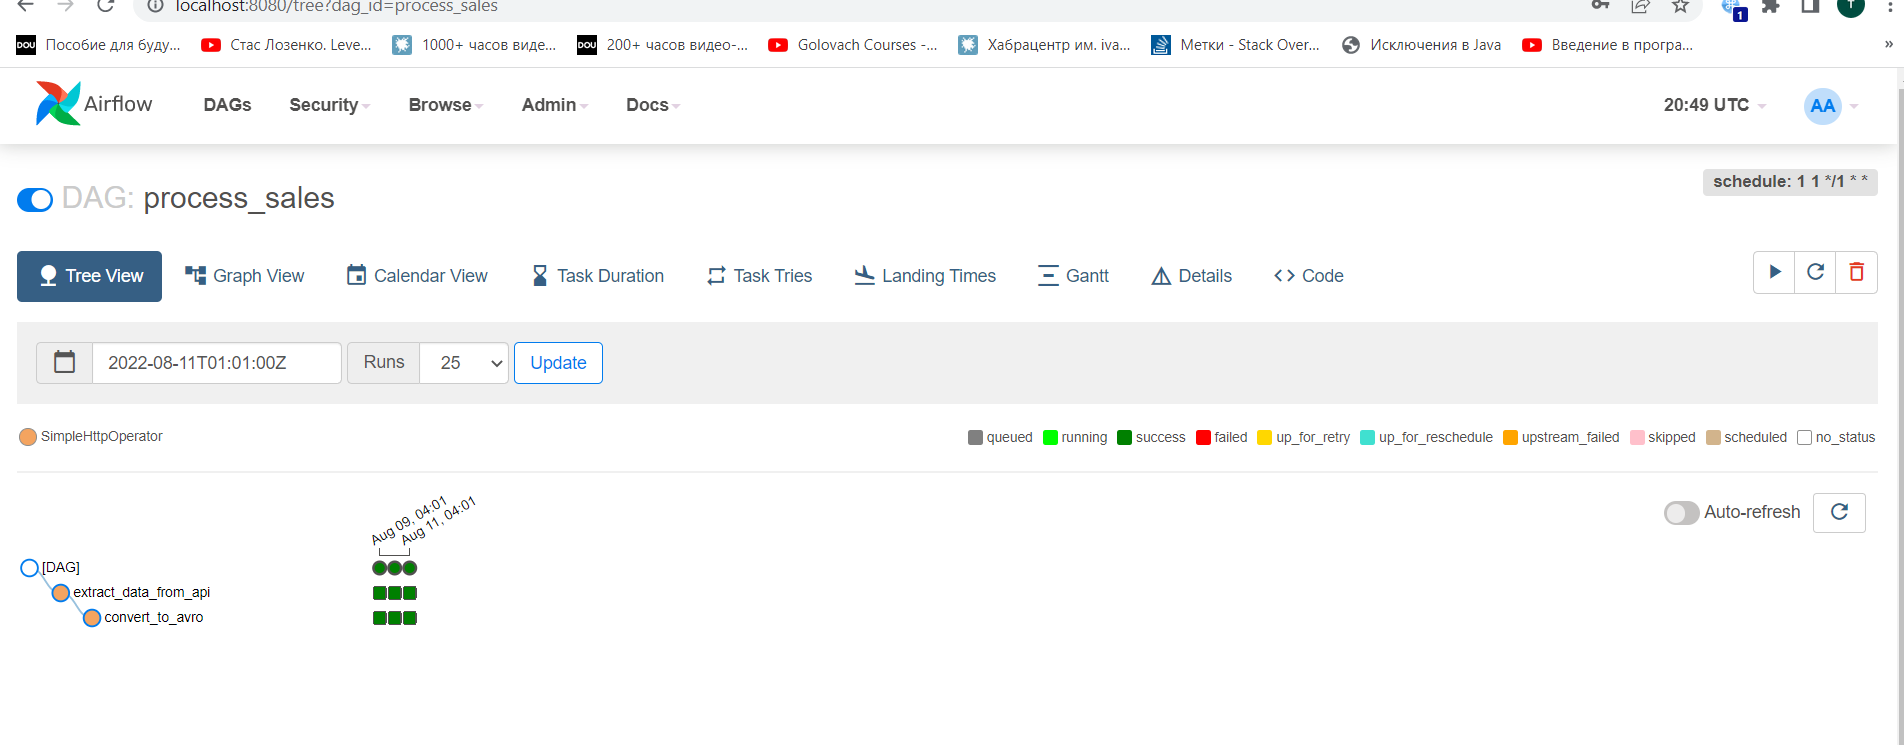 localhost:8080/tree?dag_id=process_sales
1
T
DOU Пособие для буду... Стас Лозенко. Leve... 1000+ часов виде... DOU 200+ часов видео-... Golovach Courses -... Хабрацентр им. iva... Метки - Stack Over... Исключения в Java Введение в програ... »
Airflow DAGs Security Browse Admin Docs 20:49 UTC AA
DAG: process_sales
schedule: 1 1 */1 * *
Tree View Graph View Calendar View Task Duration Task Tries Landing Times Gantt Details <> Code
2022-08-11T01:01:00Z Runs 25 Update
SimpleHttpOperator queued running success failed up_for_retry up_for_reschedule upstream_failed skipped scheduled no_status
Aug 09, 04:01
Aug 11, 04:01
Auto-refresh
[DAG]
extract_data_from_api
convert_to_avro